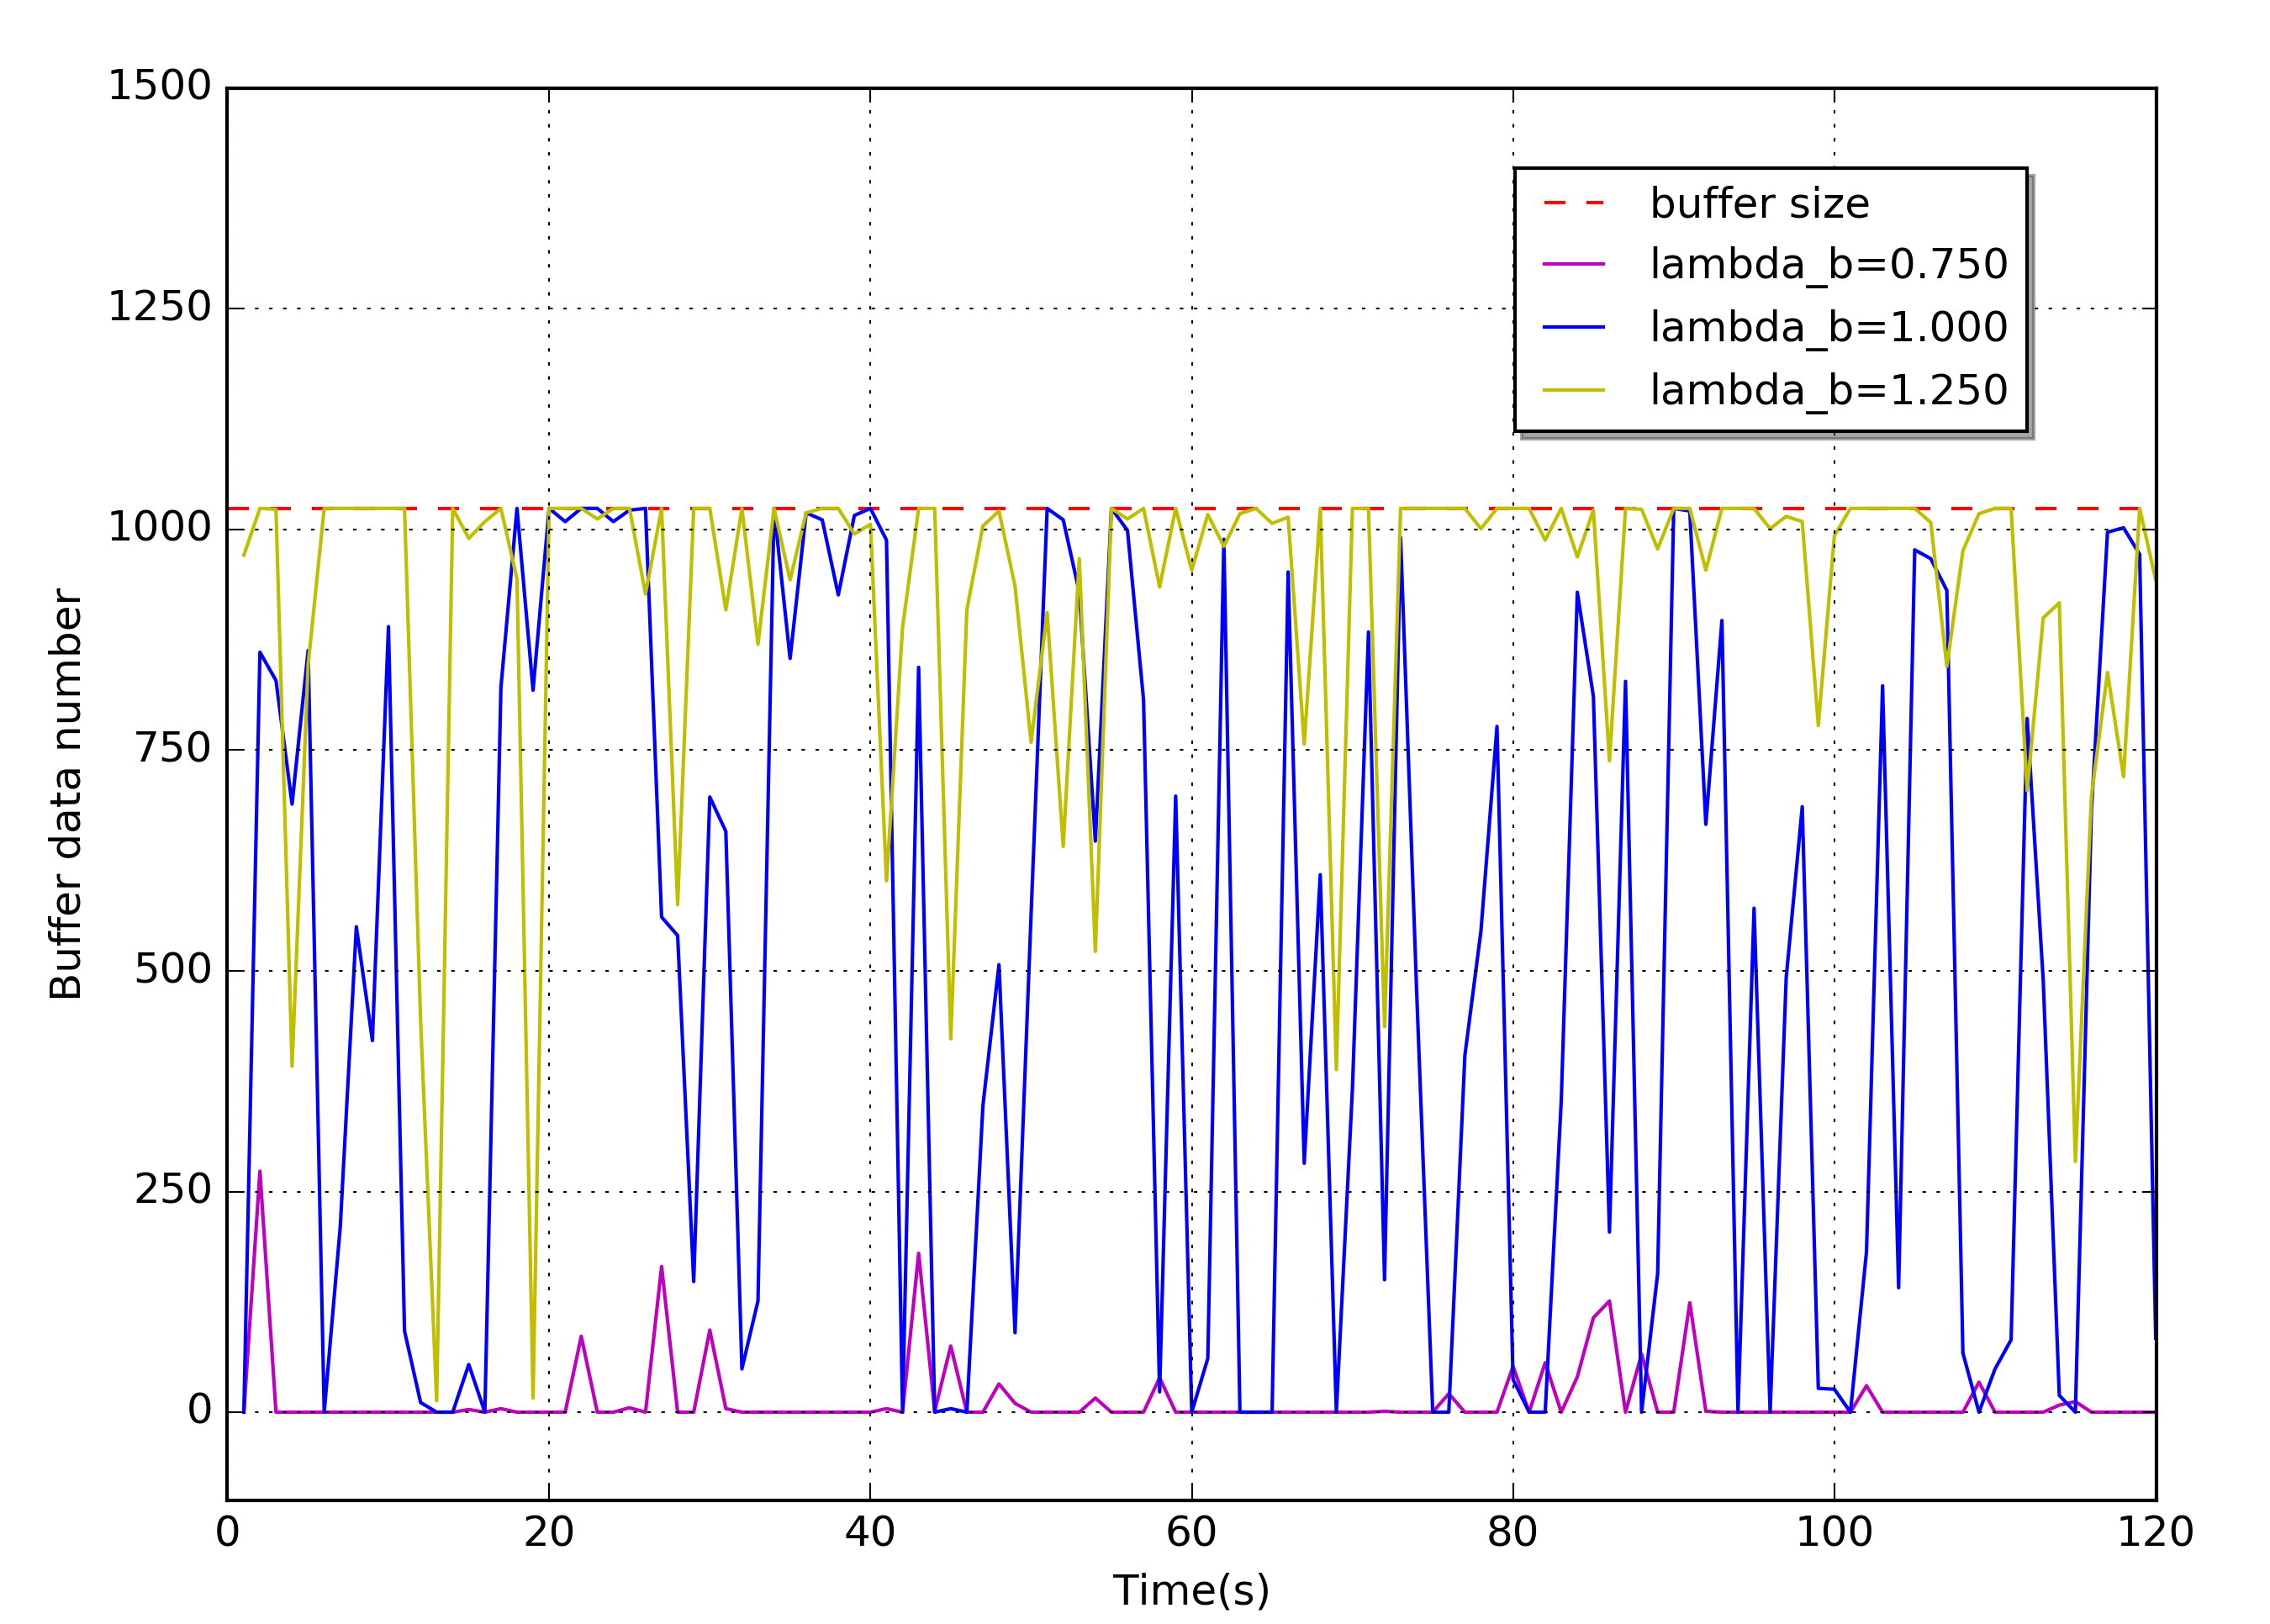 1500
1250
1000
750
500
250
0
Buffer data number
buffer size
lambda_b=0.750
lambda_b=1.000
lambda_b=1.250
0 20 40 60 80 100 120
Time(s)